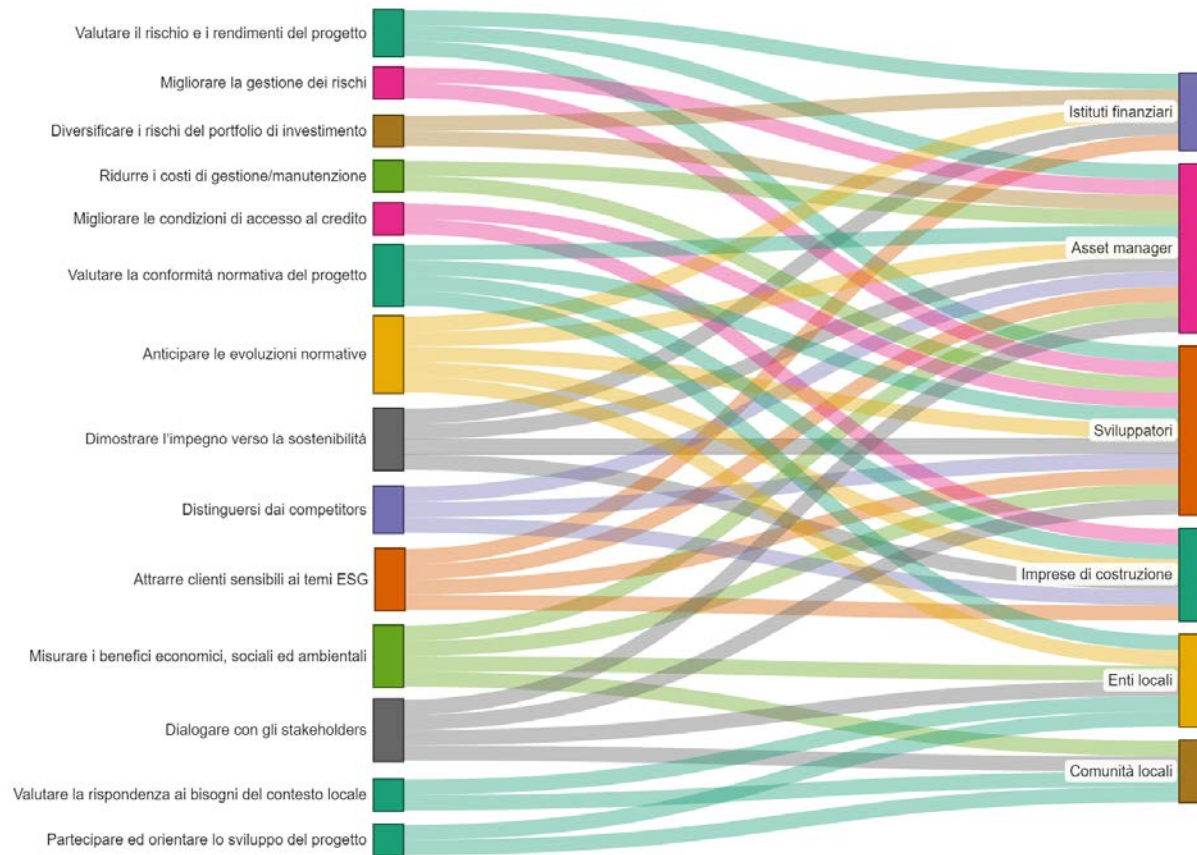 Valutare il rischio e i rendimenti del progetto
Migliorare la gestione dei rischi
Diversificare i rischi del portfolio di investimento
Ridurre i costi di gestione/manutenzione
Migliorare le condizioni di accesso al credito
Valutare la conformità normativa del progetto
Anticipare le evoluzioni normative
Dimostrare l'impegno verso la sostenibilità
Distinguersi dai competitors
Attrarre clienti sensibili ai temi ESG
Misurare i benefici economici, sociali ed ambientali
Dialogare con gli stakeholders
Valutare la rispondenza ai bisogni del contesto locale
Partecipare ed orientare lo sviluppo del progetto
Istituti finanziari
Asset manager
Sviluppatori
Imprese di costruzione
Enti locali
Comunità locali